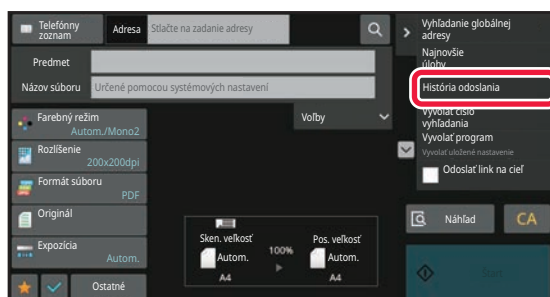 Telefónny
zoznam
Adresa
Stlačte na zadanie adresy
Predmet
Názov súboru
Určené pomocou systémových nastavení
Farebný režim
Autom./Mono2
Rozlíšenie
200x200dpi
Formát súboru
PDF
Originál
Expozícia
Autom.
Ostatné
Voľby
Sken. veľkosť
Autom.
A4
100%
Pos. veľkosť
Autom.
A4
Vyhľadanie globálnej
adresy
Najnovšie
úlohy
História odoslania
Vyvolať číslo
vyhľadania
Vyvolať program
Vyvolať uložené nastavenie
Odoslať link na cieľ
Náhľad
CA
Štart